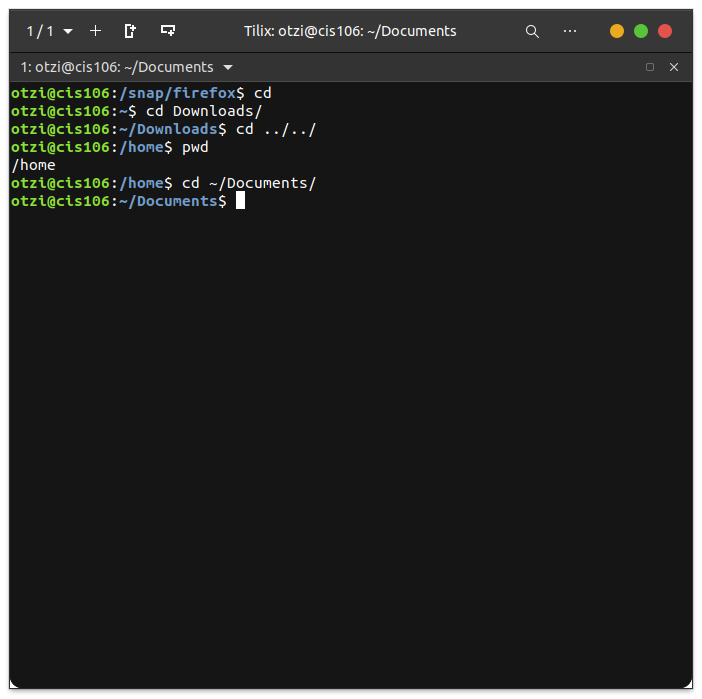 1 / 1
Tilix: otzi@cis106: ~/Documents
1: otzi@cis106: ~/Documents
otzi@cis106:/snap/firefox$ cd
otzi@cis106:~$ cd Downloads/
otzi@cis106:~/Downloads$ cd ../../
otzi@cis106:/home$ pwd
/home
otzi@cis106:/home$ cd ~/Documents/
otzi@cis106:~/Documents$